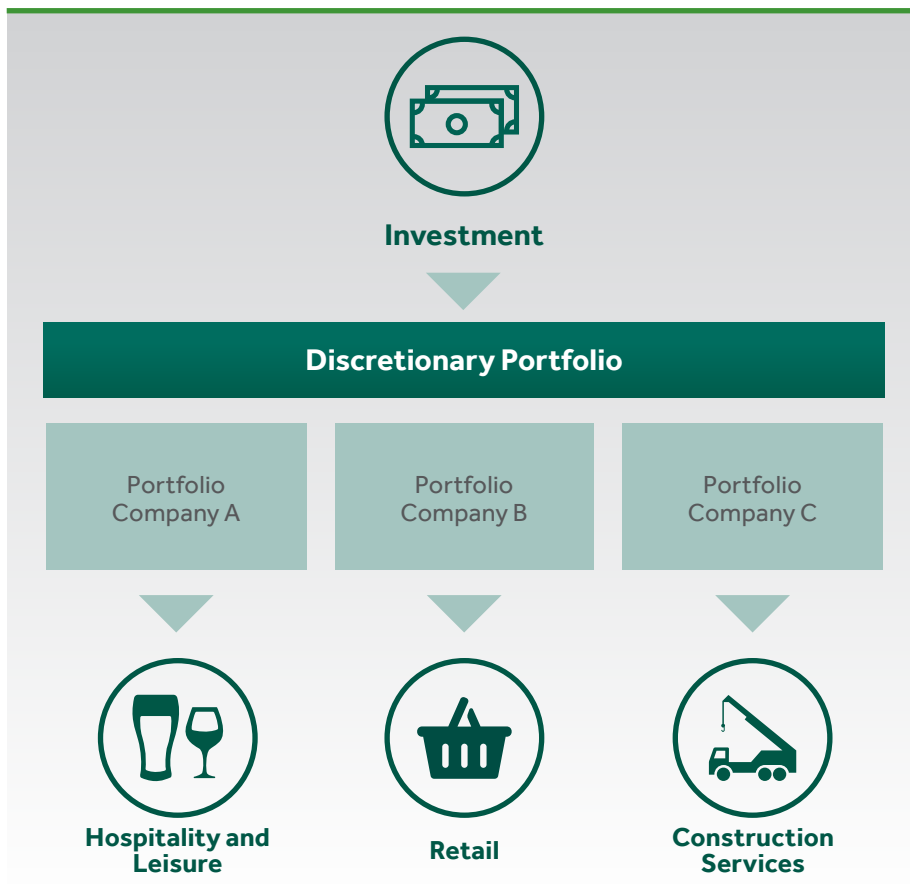 Investment
Discretionary Portfolio
Portfolio
Company A
Portfolio
Company B
Portfolio
Company C
Hospitality and
Leisure
Retail
Construction
Services